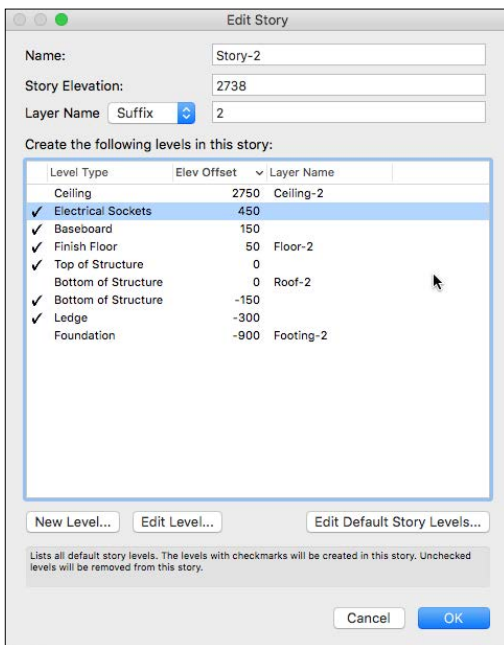 Edit Story
Name: Story-2
Story Elevation: 2738
Layer Name Suffix 2
Create the following levels in this story:
Level Type Elev Offset Layer Name
Ceiling 2750 Ceiling-2
✓ Electrical Sockets 450
✓ Baseboard 150
✓ Finish Floor 50 Floor-2
✓ Top of Structure 0
Bottom of Structure 0 Roof-2
✓ Bottom of Structure -150
✓ Ledge -300
Foundation -900 Footing-2
New Level... Edit Level... Edit Default Story Levels...
Lists all default story levels. The levels with checkmarks will be created in this story. Unchecked
levels will be removed from this story.
Cancel OK